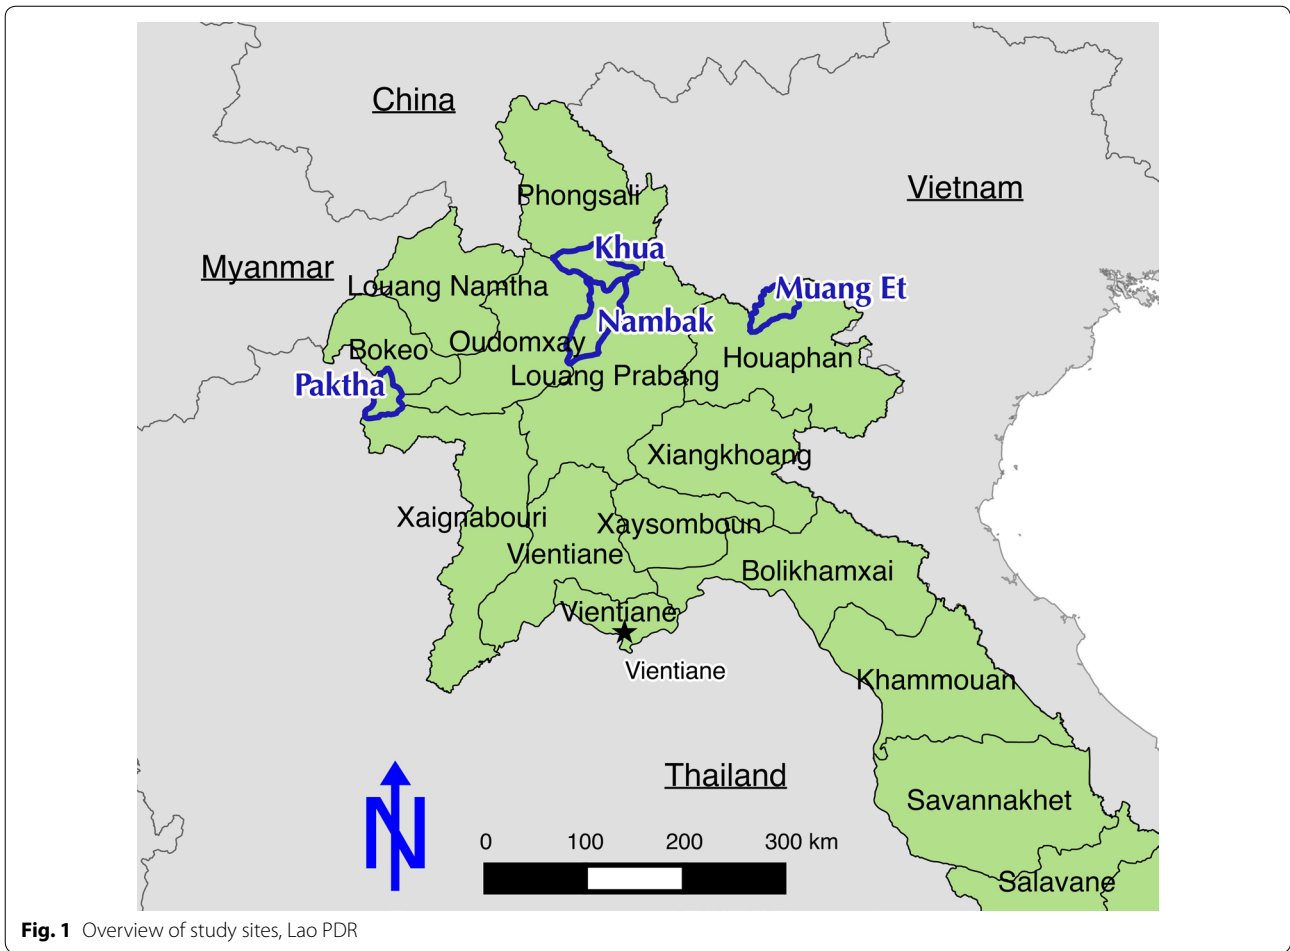 China
Phongsali
Vietnam
Khua
Myanmar
Louang Namtha
Muang Et
Nambak
Oudomxay
Bokeo
Houaphan
Louang Prabang
Paktha
Xiangkhoang
Xaignabouri
Xaysomboun
Vientiane
Bolikhamxai
Vientiane
Vientiane
Khammouan
Thailand
Savannakhet
N
0 100 200 300 km
Salavane
Fig. 1 Overview of study sites, Lao PDR